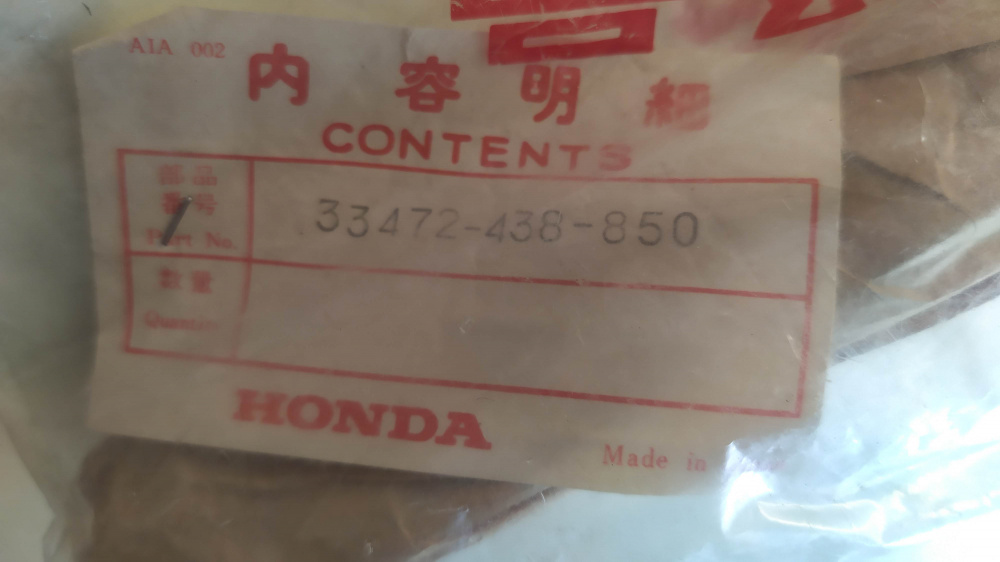 A1A 002
内容明細
CONTENTS
部品
番号
Part No.
33472-438-850
数量
HONDA
Made in